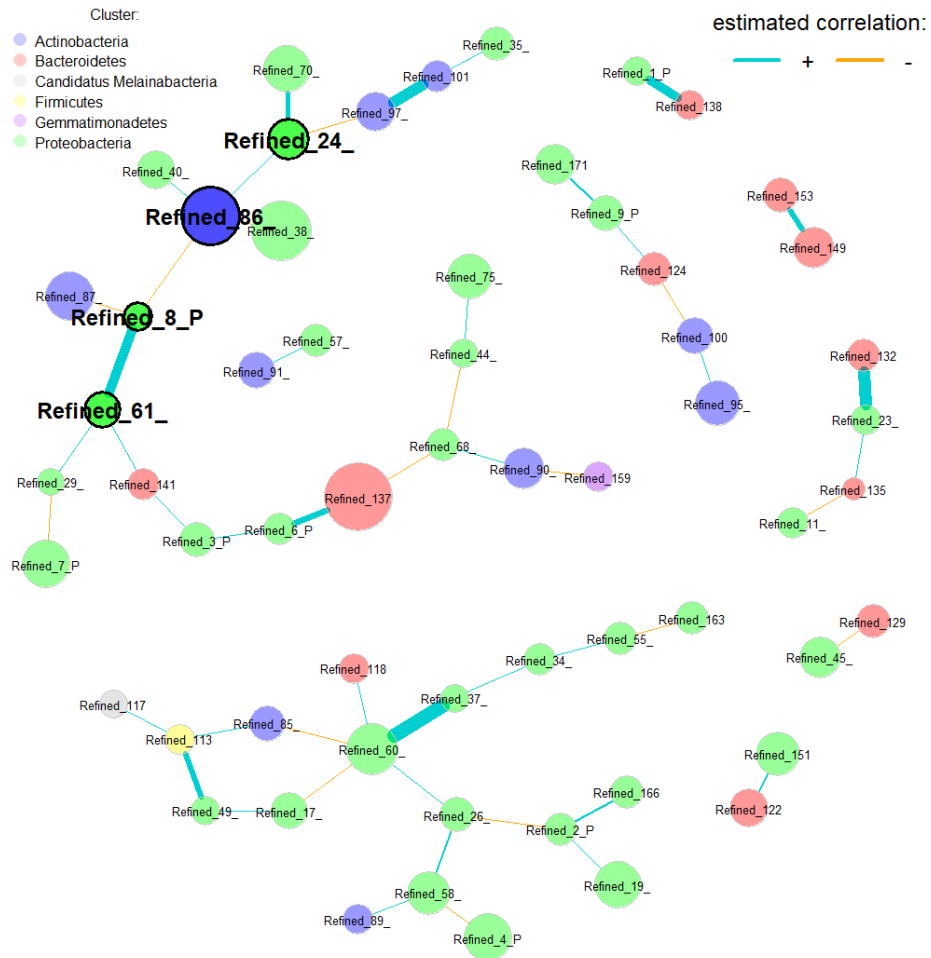 Cluster:
Actinobacteria
Bacteroidetes
Candidatus Melainabacteria
Firmicutes
Gemmatimonadetes
Proteobacteria
estimated correlation:
+ -
Refined_35_
Refined_70_
Refined_101
Refined_1_P
Refined_97_
Refined_138
Refined_24_
Refined_171
Refined_40_
Refined_153
Refined_9_P
Refined_86_
Refined_38_
Refined_149
Refined_124
Refined_75_
Refined_87_
Refined_8_P
Refined_100
Refined_57_
Refined_44_
Refined_132
Refined_91_
Refined_95_
Refined_61_
Refined_23_
Refined_68_
Refined_90_
Refined_159
Refined_29_
Refined_141
Refined_135
Refined_137
Refined_11_
Refined_6_P
Refined_3_P
Refined_7_P
Refined_163
Refined_129
Refined_55_
Refined_45_
Refined_34_
Refined_118
Refined_37_
Refined_117
Refined_85_
Refined_113
Refined_60_
Refined_151
Refined_166
Refined_122
Refined_49_
Refined_17_
Refined_26_
Refined_2_P
Refined_19_
Refined_58_
Refined_89_
Refined_4_P